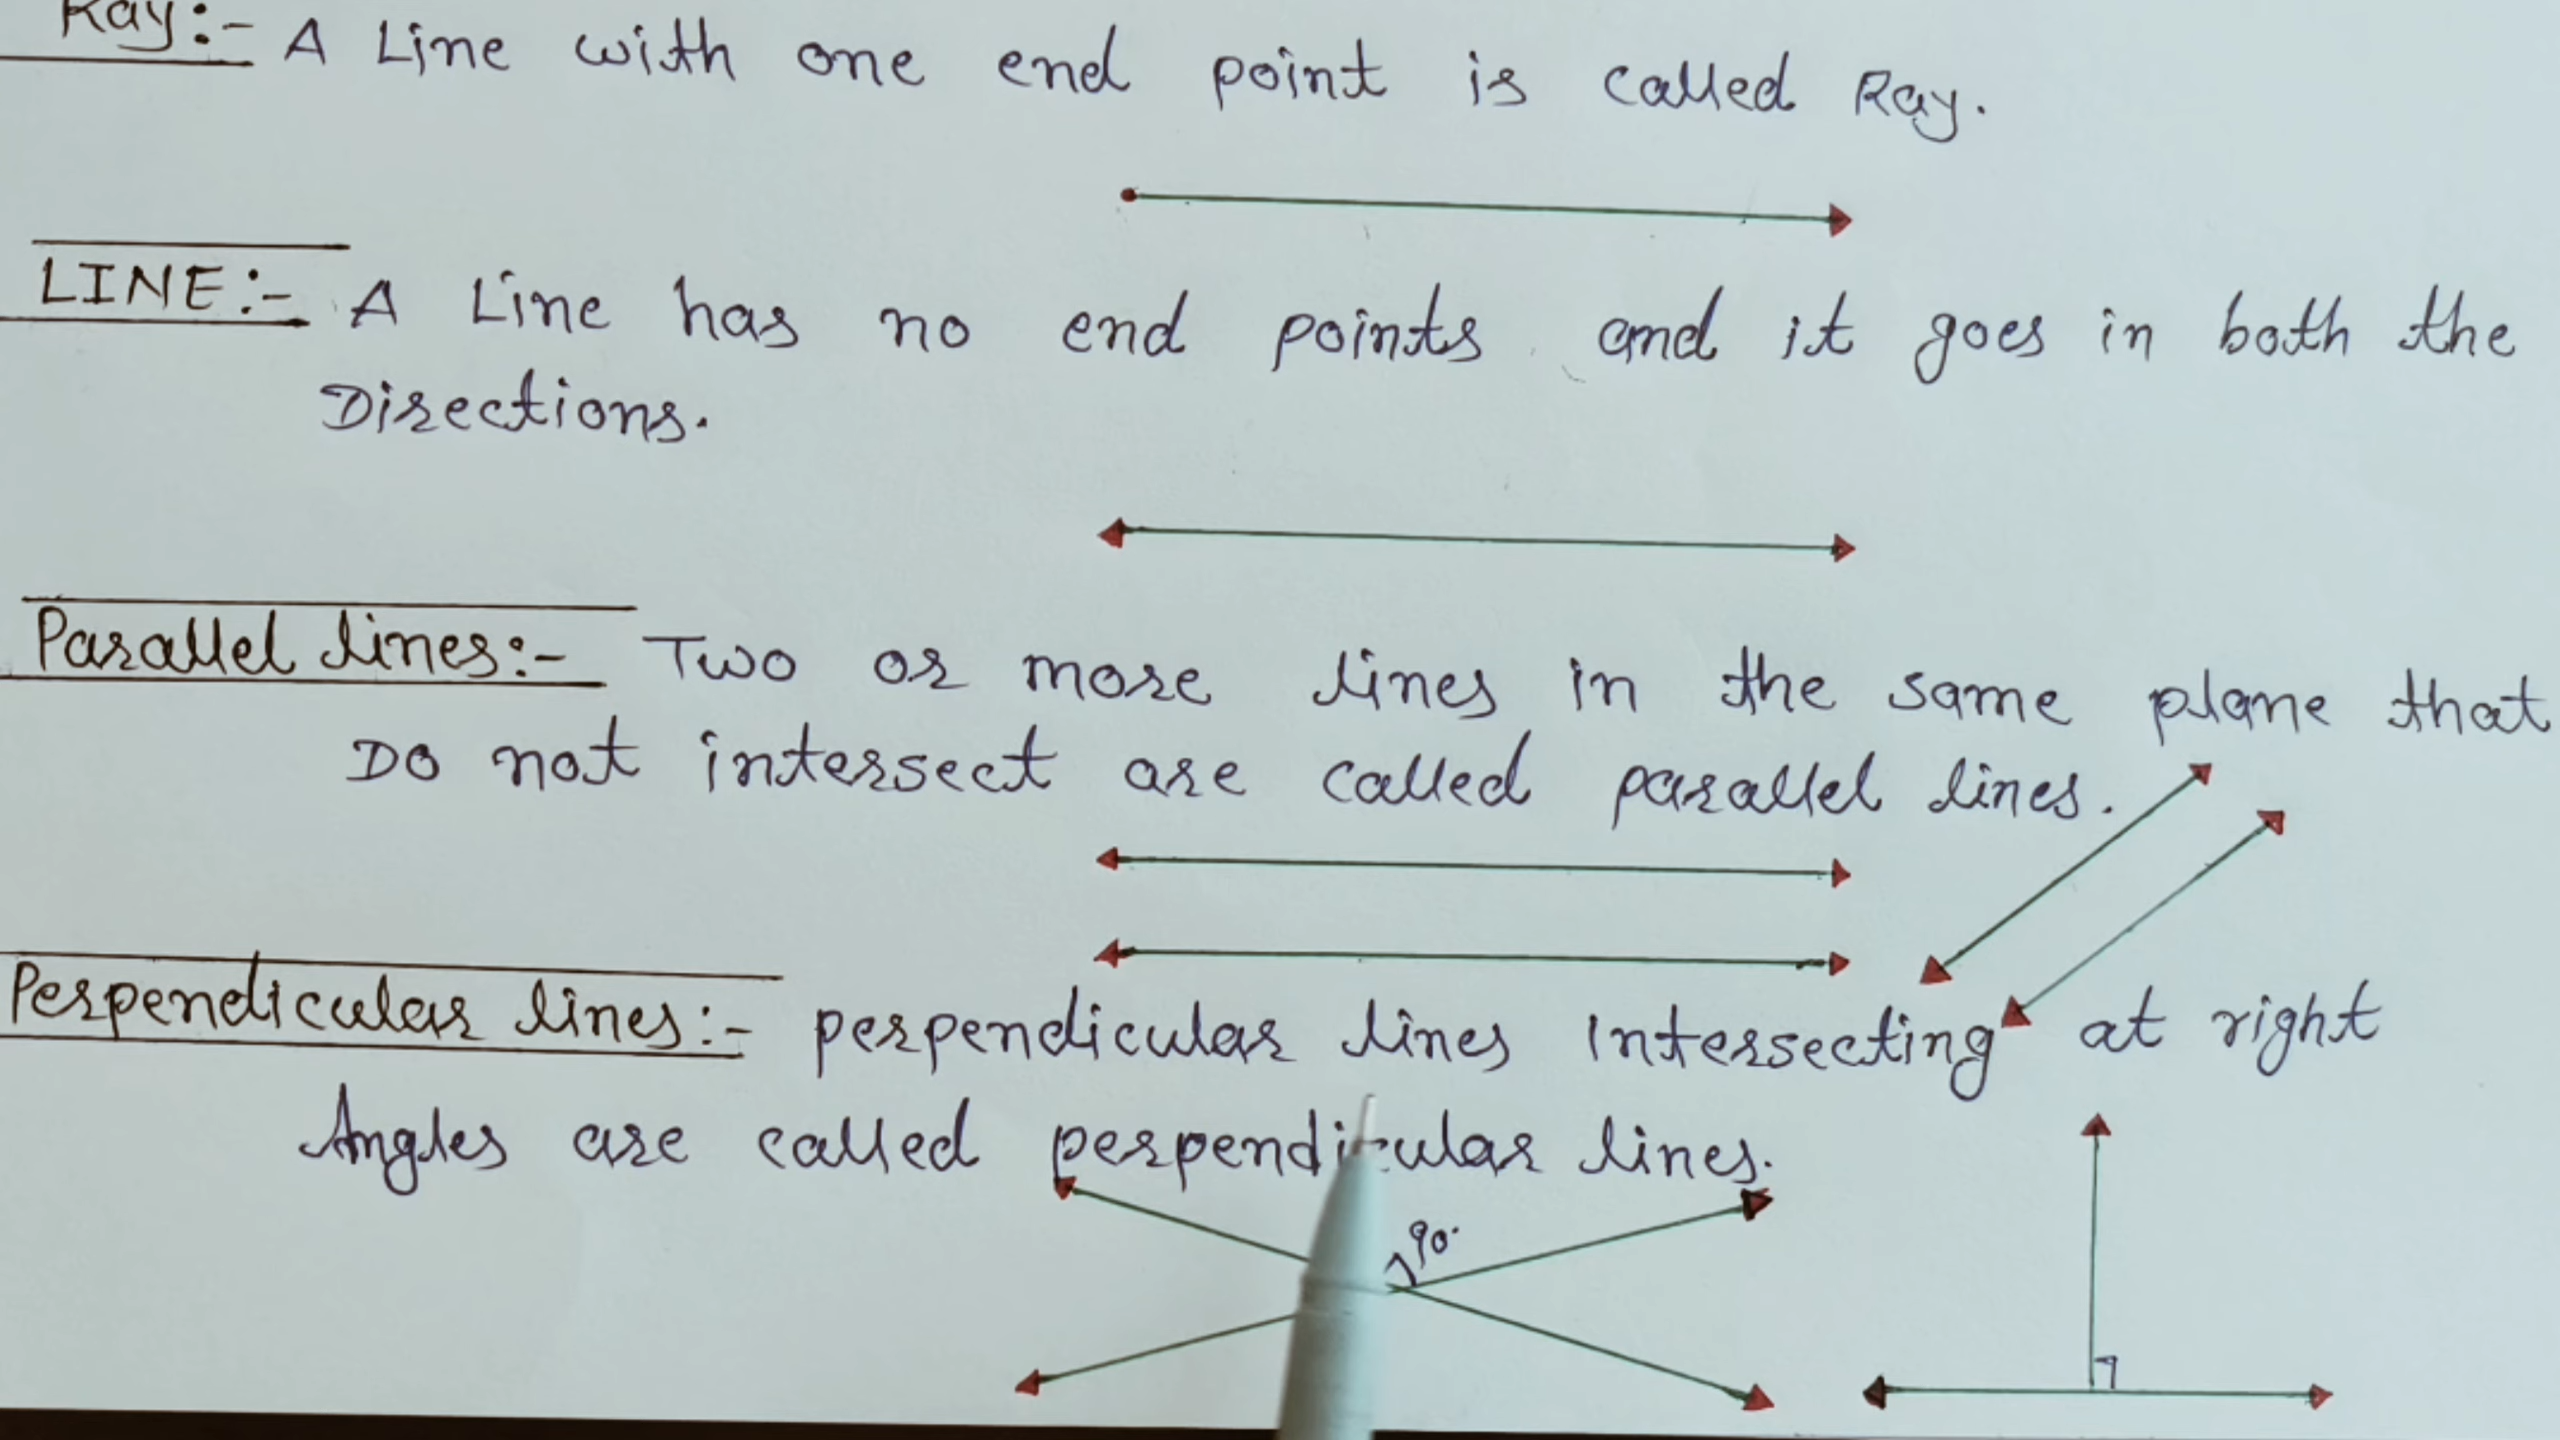 Ray:- A Line with one end point is called Ray.
LINE:- A Line has no end points and it goes in both the
Directions.
Parallel lines:- Two or more lines in the same plane that
Do not intersect are called parallel lines.
Perpendicular lines:- perpendicular lines Intersecting at right
Angles are called perpendicular lines.
90°